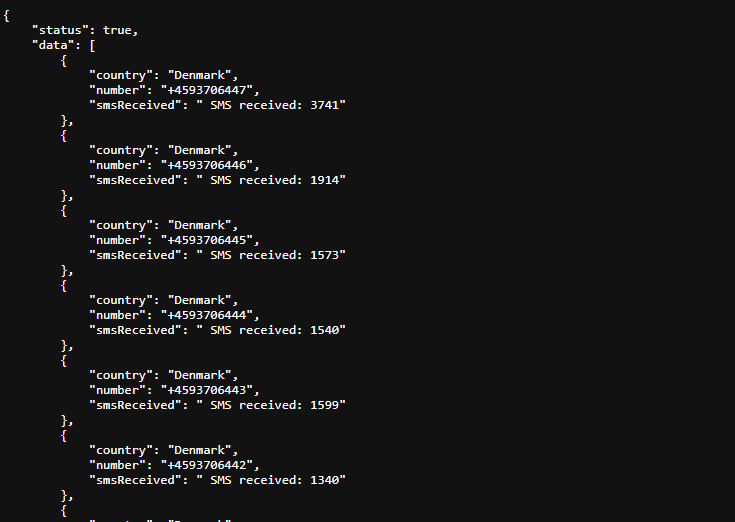 {
    "status": true,
    "data": [
        {
            "country": "Denmark",
            "number": "+4593706447",
            "smsReceived": " SMS received: 3741"
        },
        {
            "country": "Denmark",
            "number": "+4593706446",
            "smsReceived": " SMS received: 1914"
        },
        {
            "country": "Denmark",
            "number": "+4593706445",
            "smsReceived": " SMS received: 1573"
        },
        {
            "country": "Denmark",
            "number": "+4593706444",
            "smsReceived": " SMS received: 1540"
        },
        {
            "country": "Denmark",
            "number": "+4593706443",
            "smsReceived": " SMS received: 1599"
        },
        {
            "country": "Denmark",
            "number": "+4593706442",
            "smsReceived": " SMS received: 1340"
        },
        {